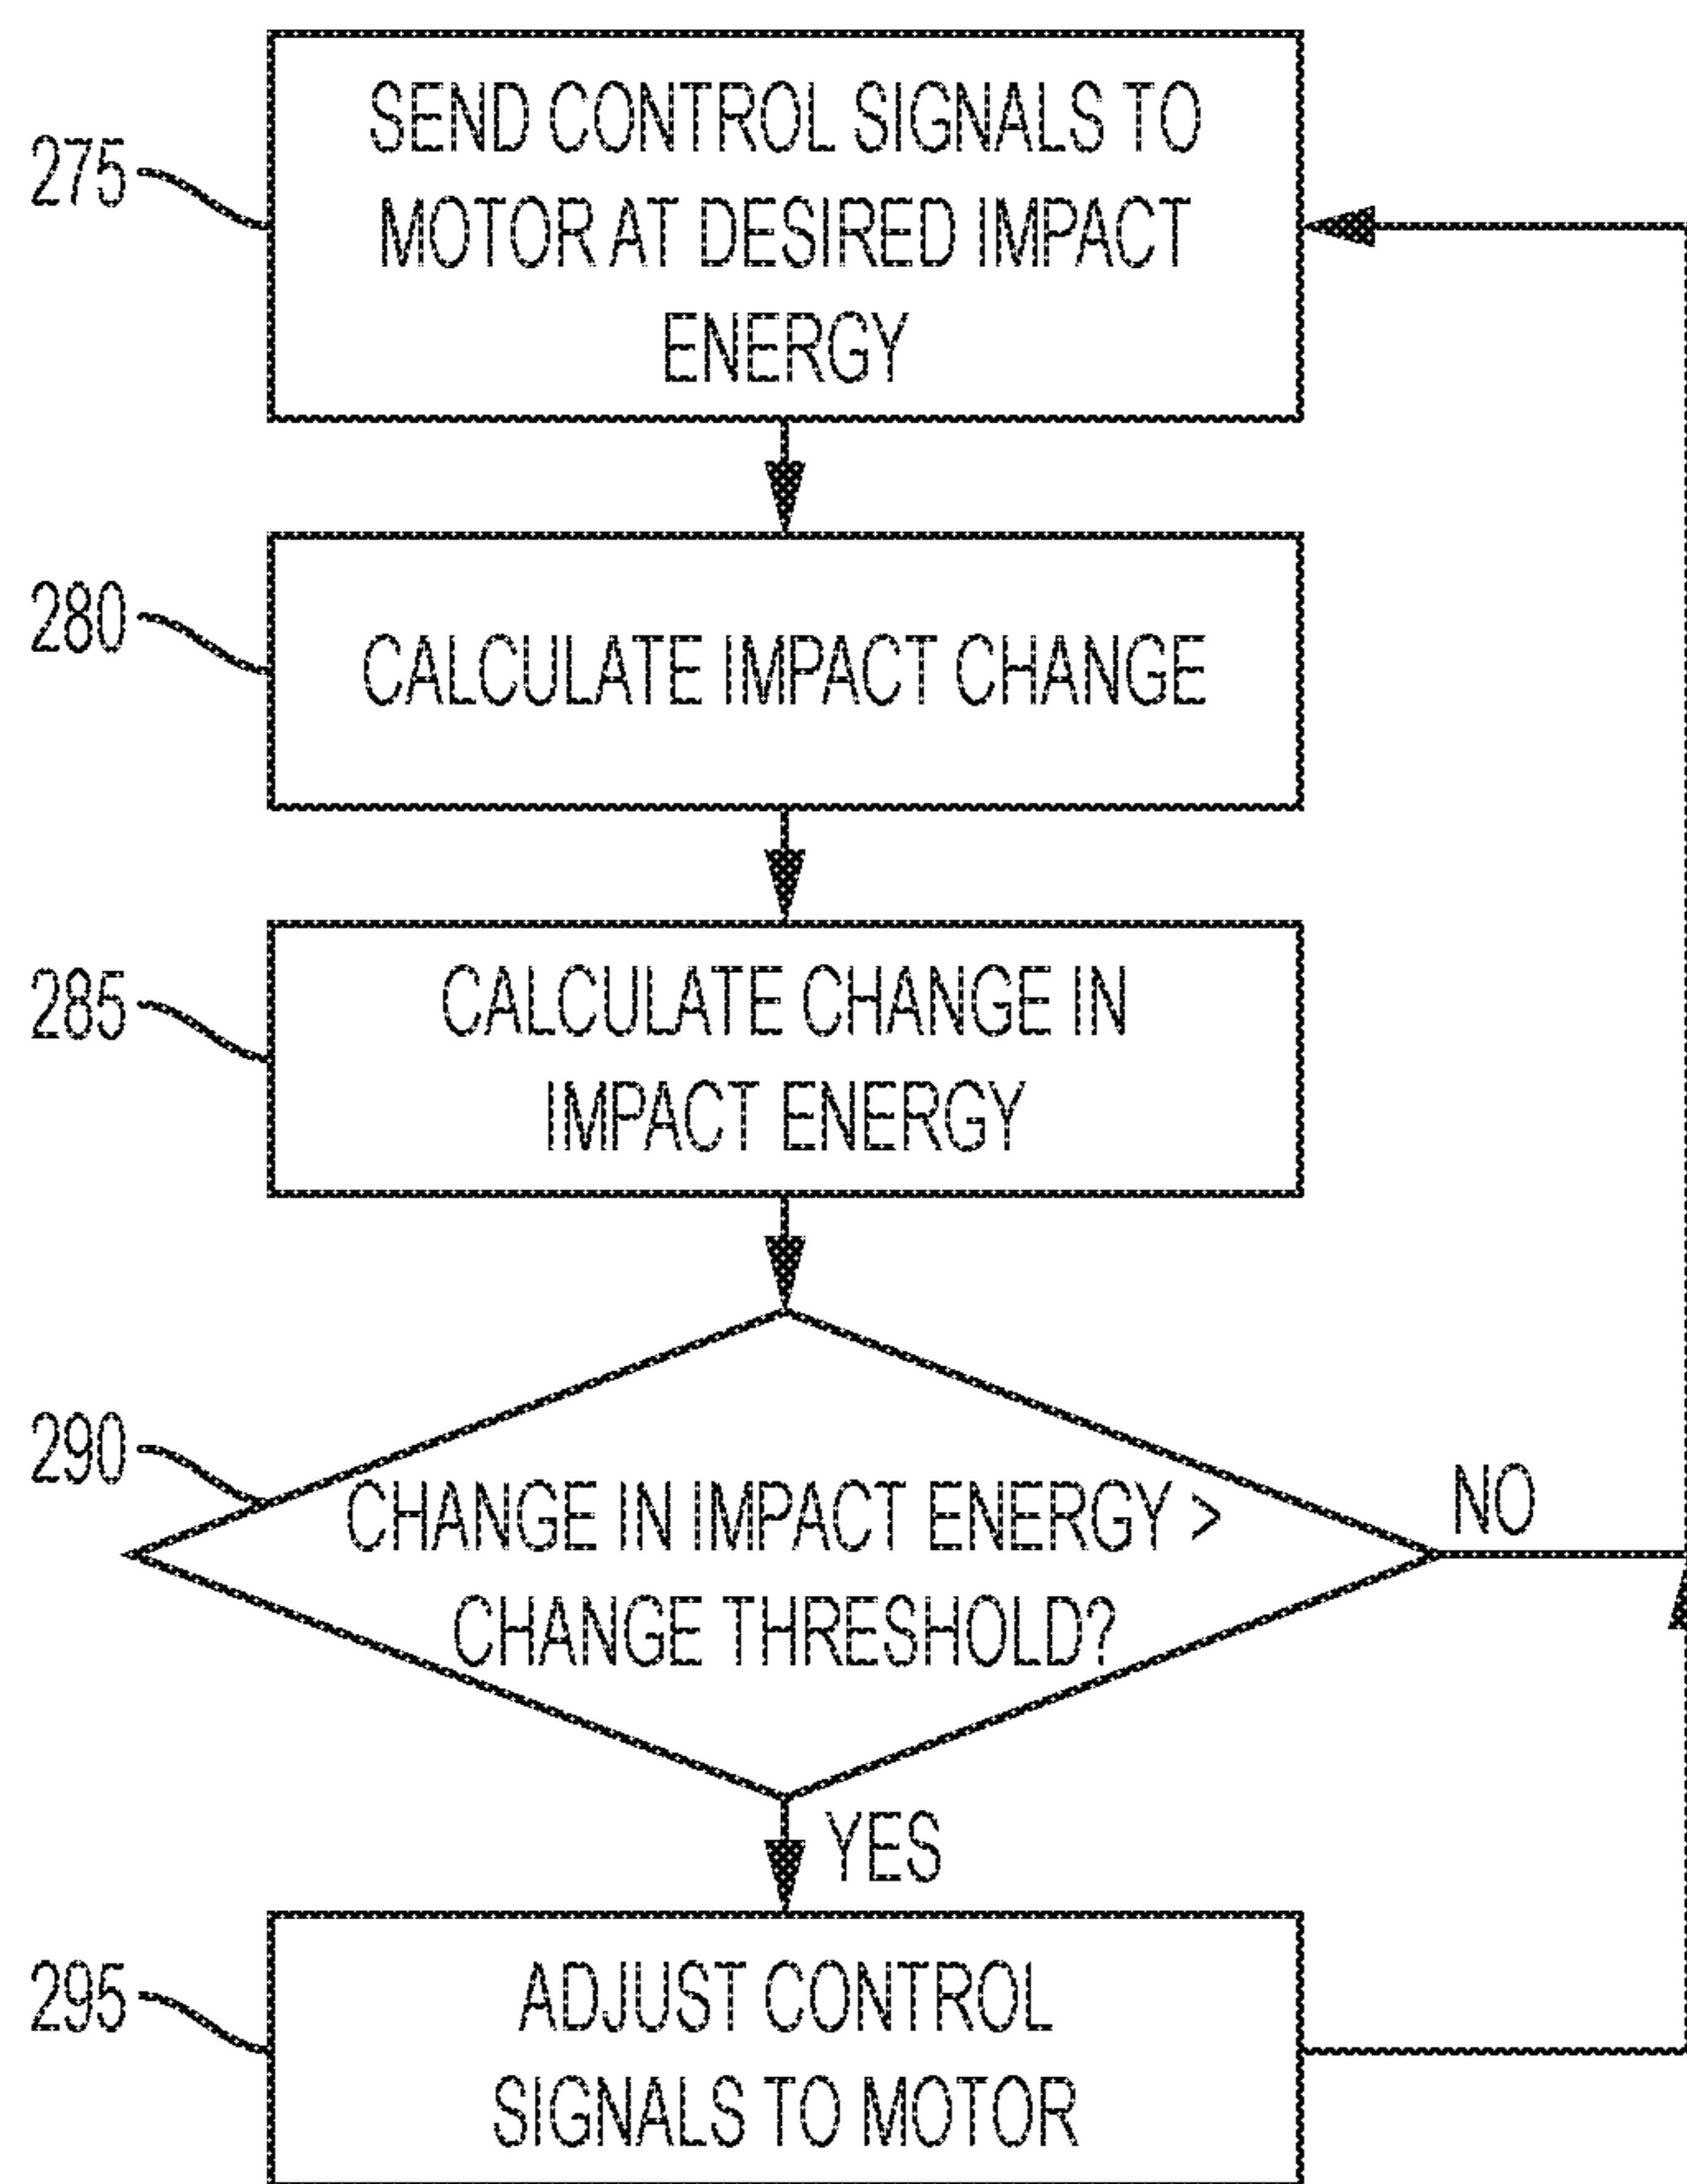 275
SEND CONTROL SIGNALS TO
MOTOR AT DESIRED IMPACT
ENERGY
280
CALCULATE IMPACT CHANGE
285
CALCULATE CHANGE IN
IMPACT ENERGY
290
CHANGE IN IMPACT ENERGY >
CHANGE THRESHOLD?
NO
YES
295
ADJUST CONTROL
SIGNALS TO MOTOR